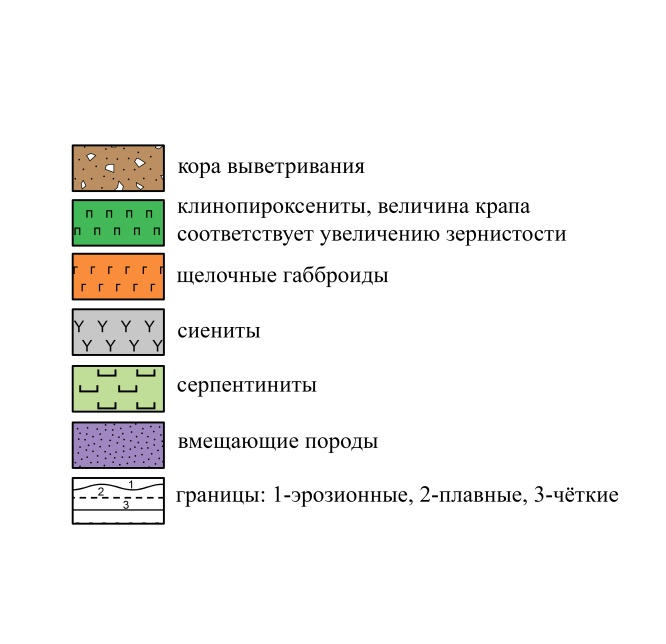 кора выветривания
клинопироксениты, величина крапа
соответствует увеличению зернистости
щелочные габброиды
сиениты
серпентиниты
вмещающие породы
1
2
3
границы: 1-эрозионные, 2-плавные, 3-чёткие